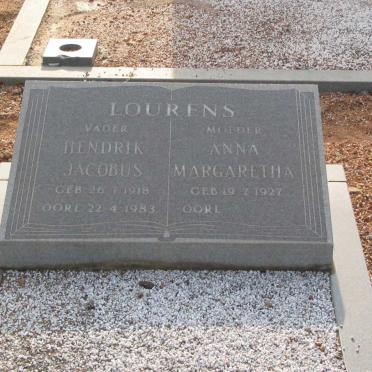 LOURENS
VADER
HENDRIK
JACOBUS
GEB 26 7 1918
OORL 22 4 1983
MOEDER
ANNA
MARGARETHA
GEB 19 7 1927
OORL